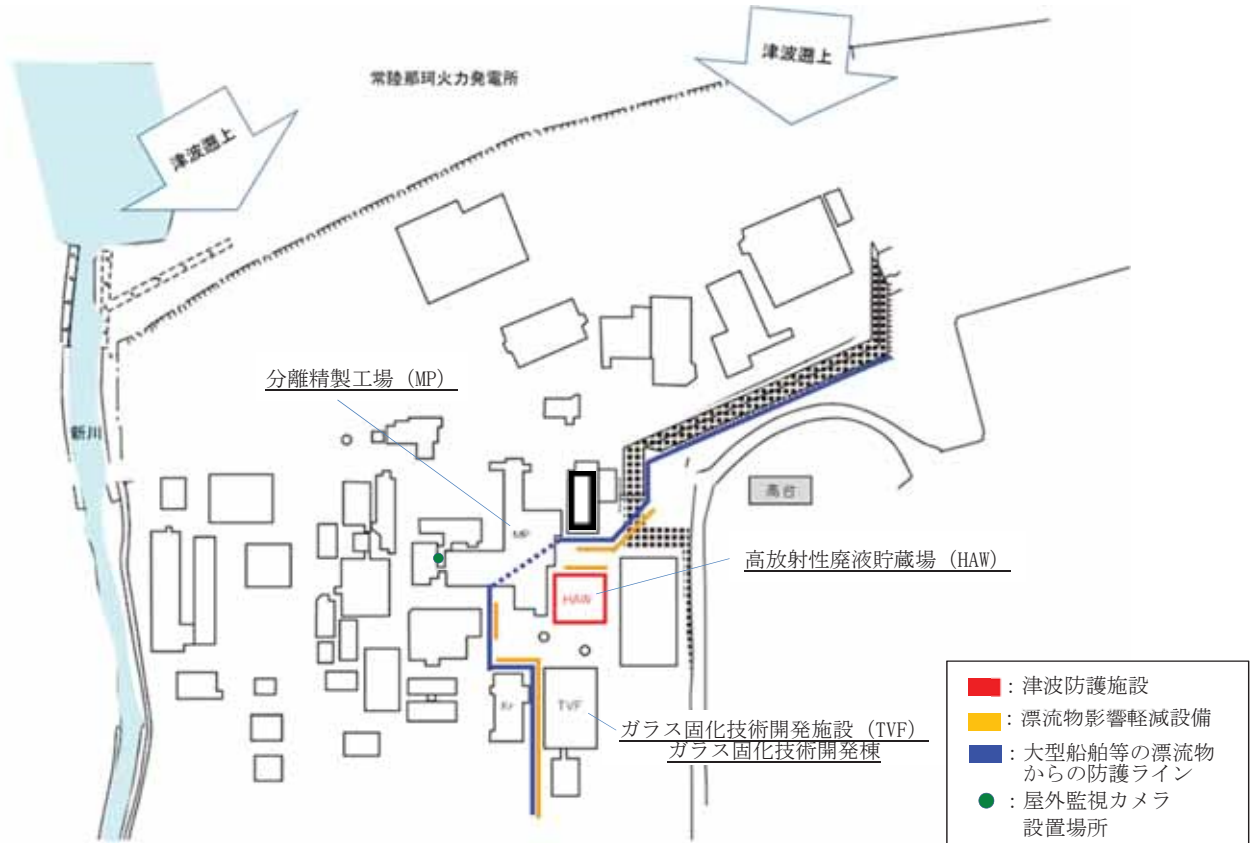 津波遡上
常陸那珂火力発電所
津波遡上
分離精製工場（MP）
新川
高台
MP
高放射性廃液貯蔵場（HAW）
HAW
ガラス固化技術開発施設（TVF）
ガラス固化技術開発棟
Kr
TVF
：津波防護施設
：漂流物影響軽減設備
：大型船舶等の漂流物
からの防護ライン
：屋外監視カメラ
設置場所